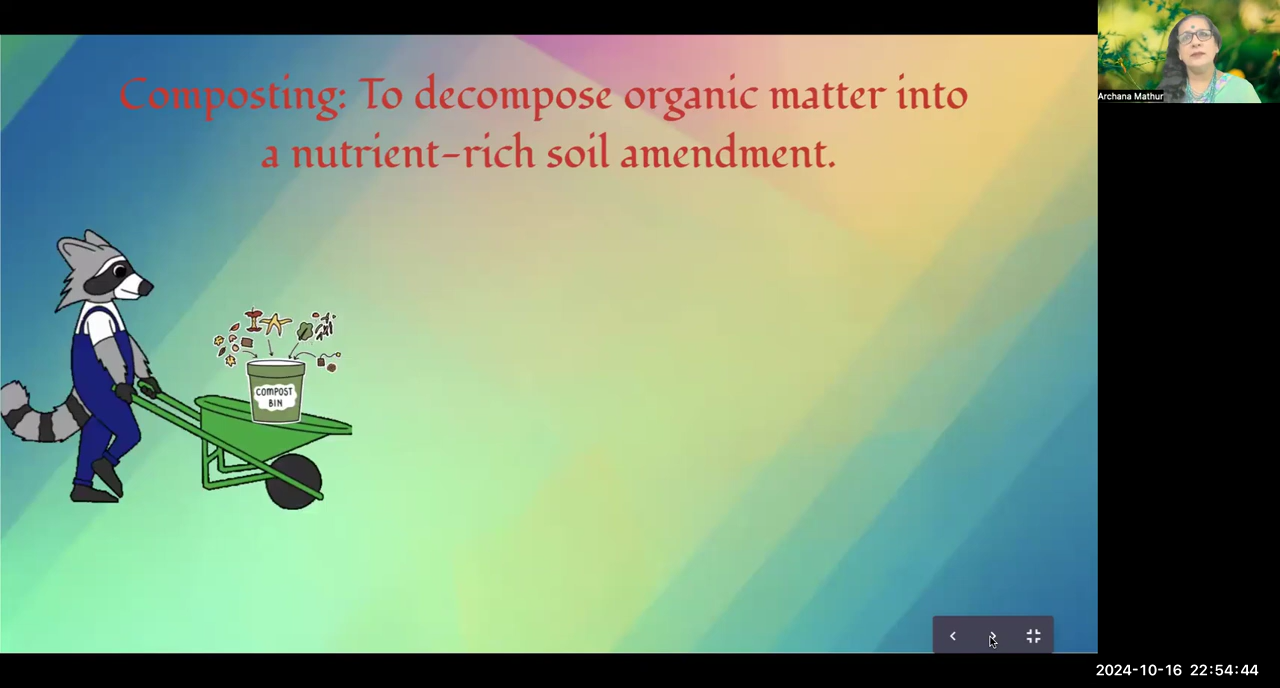 Composting: To decompose organic matter into
a nutrient-rich soil amendment.
Archana Mathur
COMPOST
BIN
2024-10-16 22:54:44